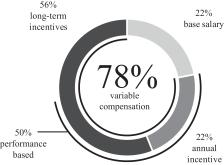 56%
long-term
incentives
22%
base salary
78%
variable
compensation
50%
performance
based
22%
annual
incentive